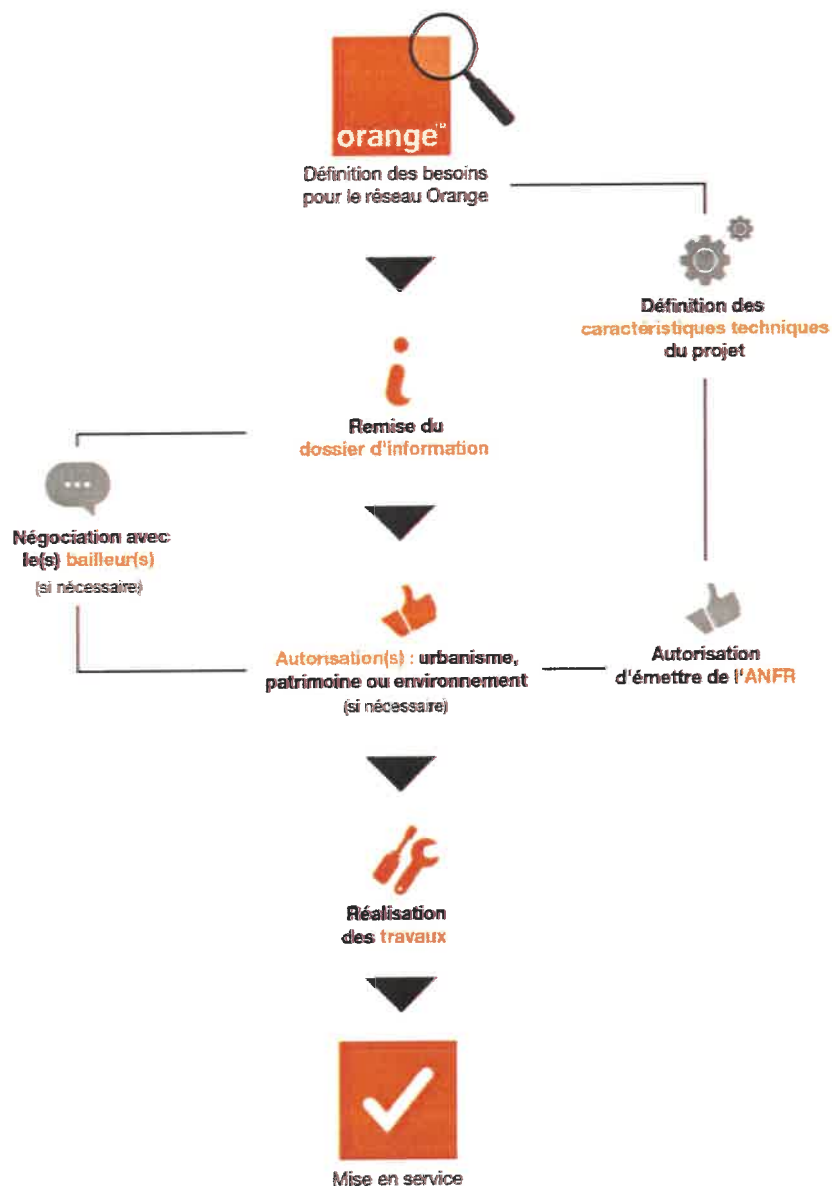 orange™
Définition des besoins
pour le réseau Orange
Définition des
caractéristiques techniques
du projet
Remise du
dossier d'information
Négociation avec
le(s) bailleur(s)
(si nécessaire)
Autorisation(s) : urbanisme,
patrimoine ou environnement
(si nécessaire)
Autorisation
d'émettre de l'ANFR
Réalisation
des travaux
Mise en service